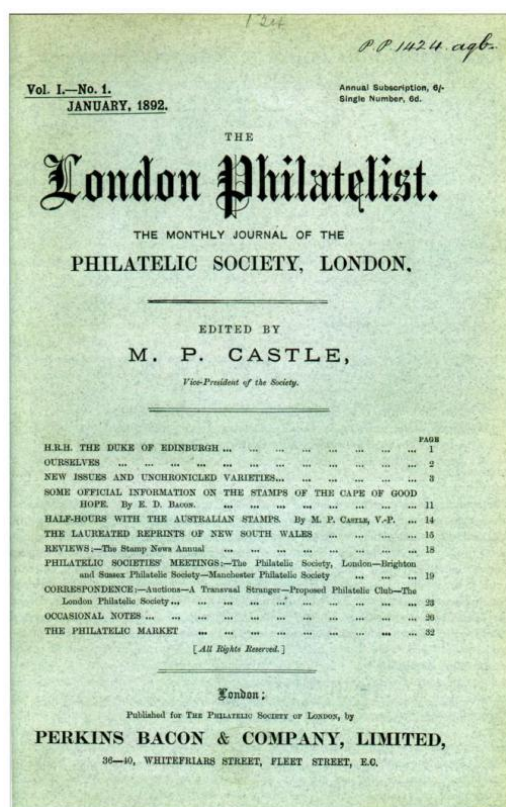 124
P.P.1424.agb.
Vol. I.—No. 1.
JANUARY, 1892.
Annual Subscription, 6/-
Single Number, 6d.
THE
London Philatelist.
THE MONTHLY JOURNAL OF THE
PHILATELIC SOCIETY, LONDON.
EDITED BY
M. P. CASTLE,
Vice-President of the Society.
PAGE
H.R.H. THE DUKE OF EDINBURGH ... ... ... ... ... ... ... ... 1
OURSELVES ... ... ... ... ... ... ... ... ... ... ... ... 2
NEW ISSUES AND UNCHRONICLED VARIETIES... ... ... ... ... ... 3
SOME OFFICIAL INFORMATION ON THE STAMPS OF THE CAPE OF GOOD
HOPE. By E. D. BACON. ... ... ... ... ... ... ... ... 11
HALF-HOURS WITH THE AUSTRALIAN STAMPS. By M. P. CASTLE, V.-P. ... 14
THE LAUREATED REPRINTS OF NEW SOUTH WALES ... ... ... ... 15
REVIEWS:—The Stamp News Annual ... ... ... ... ... ... ... ... 18
PHILATELIC SOCIETIES' MEETINGS:—The Philatelic Society, London—Brighton
and Sussex Philatelic Society—Manchester Philatelic Society ... ... ... 19
CORRESPONDENCE:—Auctions—A Transvaal Stranger—Proposed Philatelic Club—The
London Philatelic Society... ... ... ... ... ... ... ... ... ... 23
OCCASIONAL NOTES ... ... ... ... ... ... ... ... ... ... ... 26
THE PHILATELIC MARKET ... ... ... ... ... ... ... ... ... 32
[All Rights Reserved.]
London:
Published for THE PHILATELIC SOCIETY OF LONDON, by
PERKINS BACON & COMPANY, LIMITED,
36—40, WHITEFRIARS STREET, FLEET STREET, E.C.